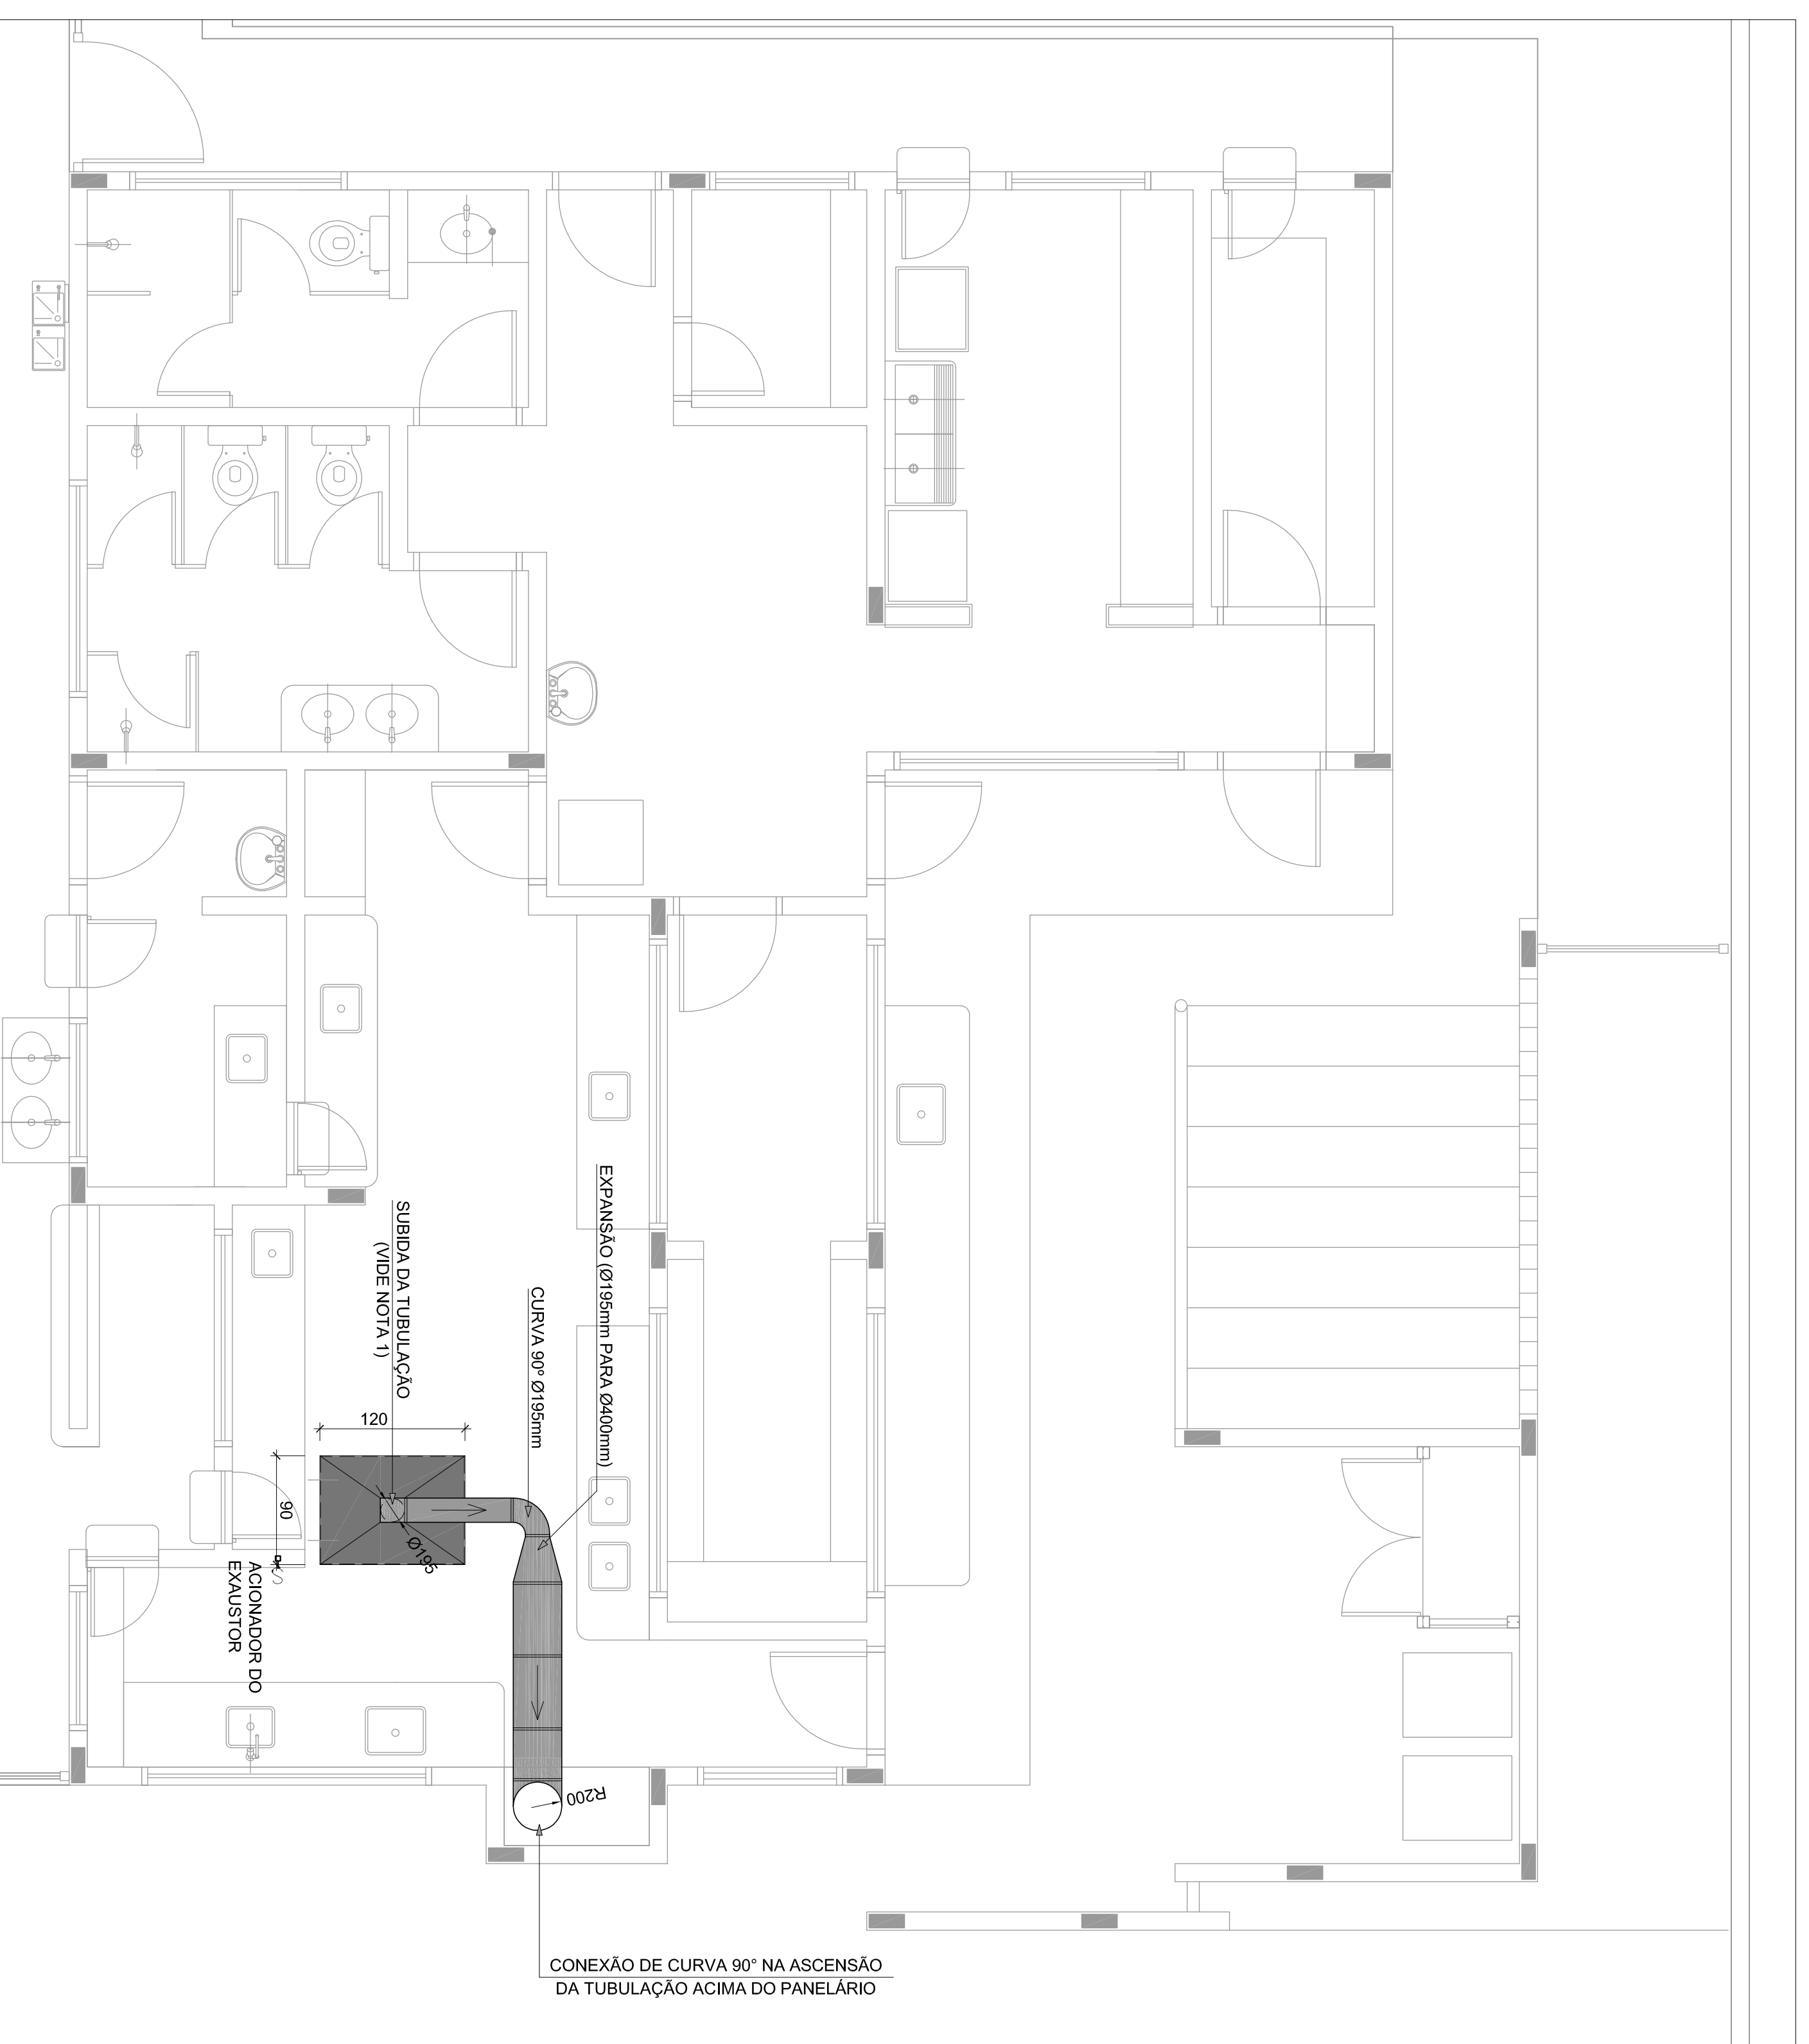 EXPANSÃO (Ø195mm PARA Ø400mm)
SUBIDA DA TUBULAÇÃO
(VIDE NOTA 1)
CURVA 90º Ø195mm
120
90
Ø195
S
ACIONADOR DO
EXAUSTOR
R200
CONEXÃO DE CURVA 90° NA ASCENSÃO
DA TUBULAÇÃO ACIMA DO PANELÁRIO